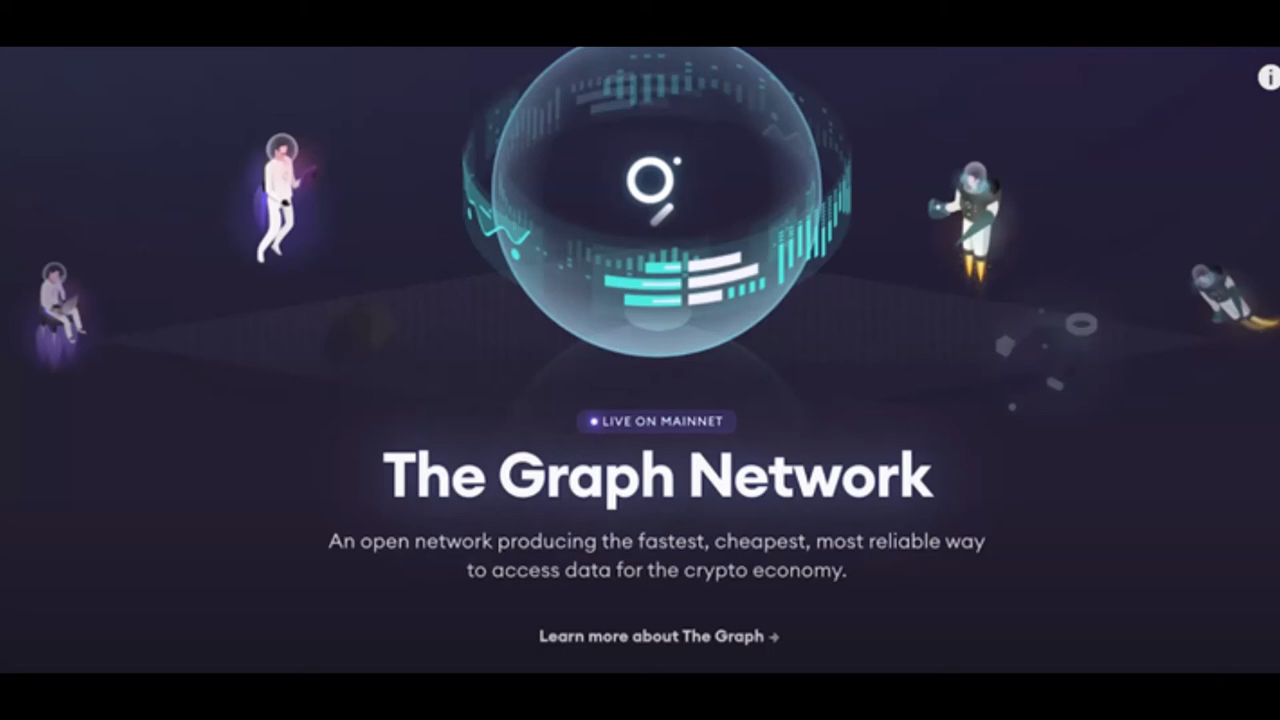 LIVE ON MAINNET
The Graph Network
An open network producing the fastest, cheapest, most reliable way
to access data for the crypto economy.
Learn more about The Graph →